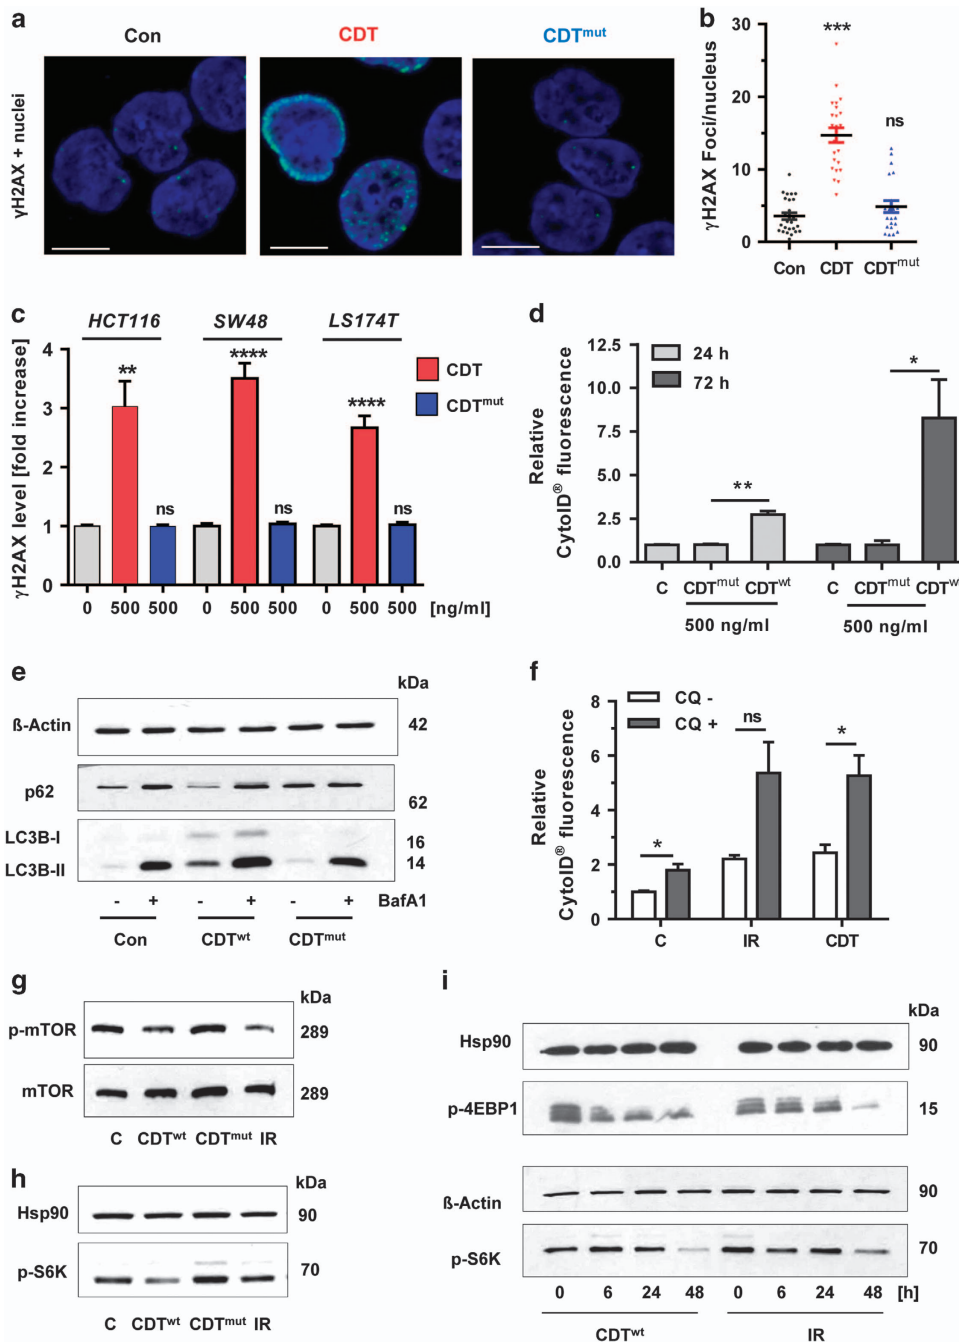 a
Con
CDT
CDTmut
γH2AX + nuclei
b
γH2AX Foci/nucleus
30
20
10
0
***
ns
Con
CDT
CDTmut
c
HCT116
SW48
LS174T
γH2AX level [fold increase]
4
3
2
1
0
**
ns
****
ns
****
ns
CDT
CDTmut
0 500 500 0 500 500 0 500 500 [ng/ml]
d
Relative
CytoID® fluorescence
12.5
10.0
7.5
5.0
2.5
0.0
24 h
72 h
**
*
C CDTmut CDTwt C CDTmut CDTw
500 ng/ml 500 ng/ml
e
kDa
ß-Actin 42
p62 62
LC3B-I 16
LC3B-II 14
- + - + - + BafA1
Con CDTwt CDTmut
f
Relative
CytoID® fluorescence
8
6
4
2
0
CQ -
CQ +
*
ns
*
C IR CDT
g
kDa
p-mTOR 289
mTOR 289
C CDTwt CDTmut IR
h
Hsp90 90
p-S6K 70
C CDTwt CDTmut IR
i
kDa
Hsp90 90
p-4EBP1 15
ß-Actin 90
p-S6K 70
0 6 24 48 0 6 24 48 [h]
CDTwt IR